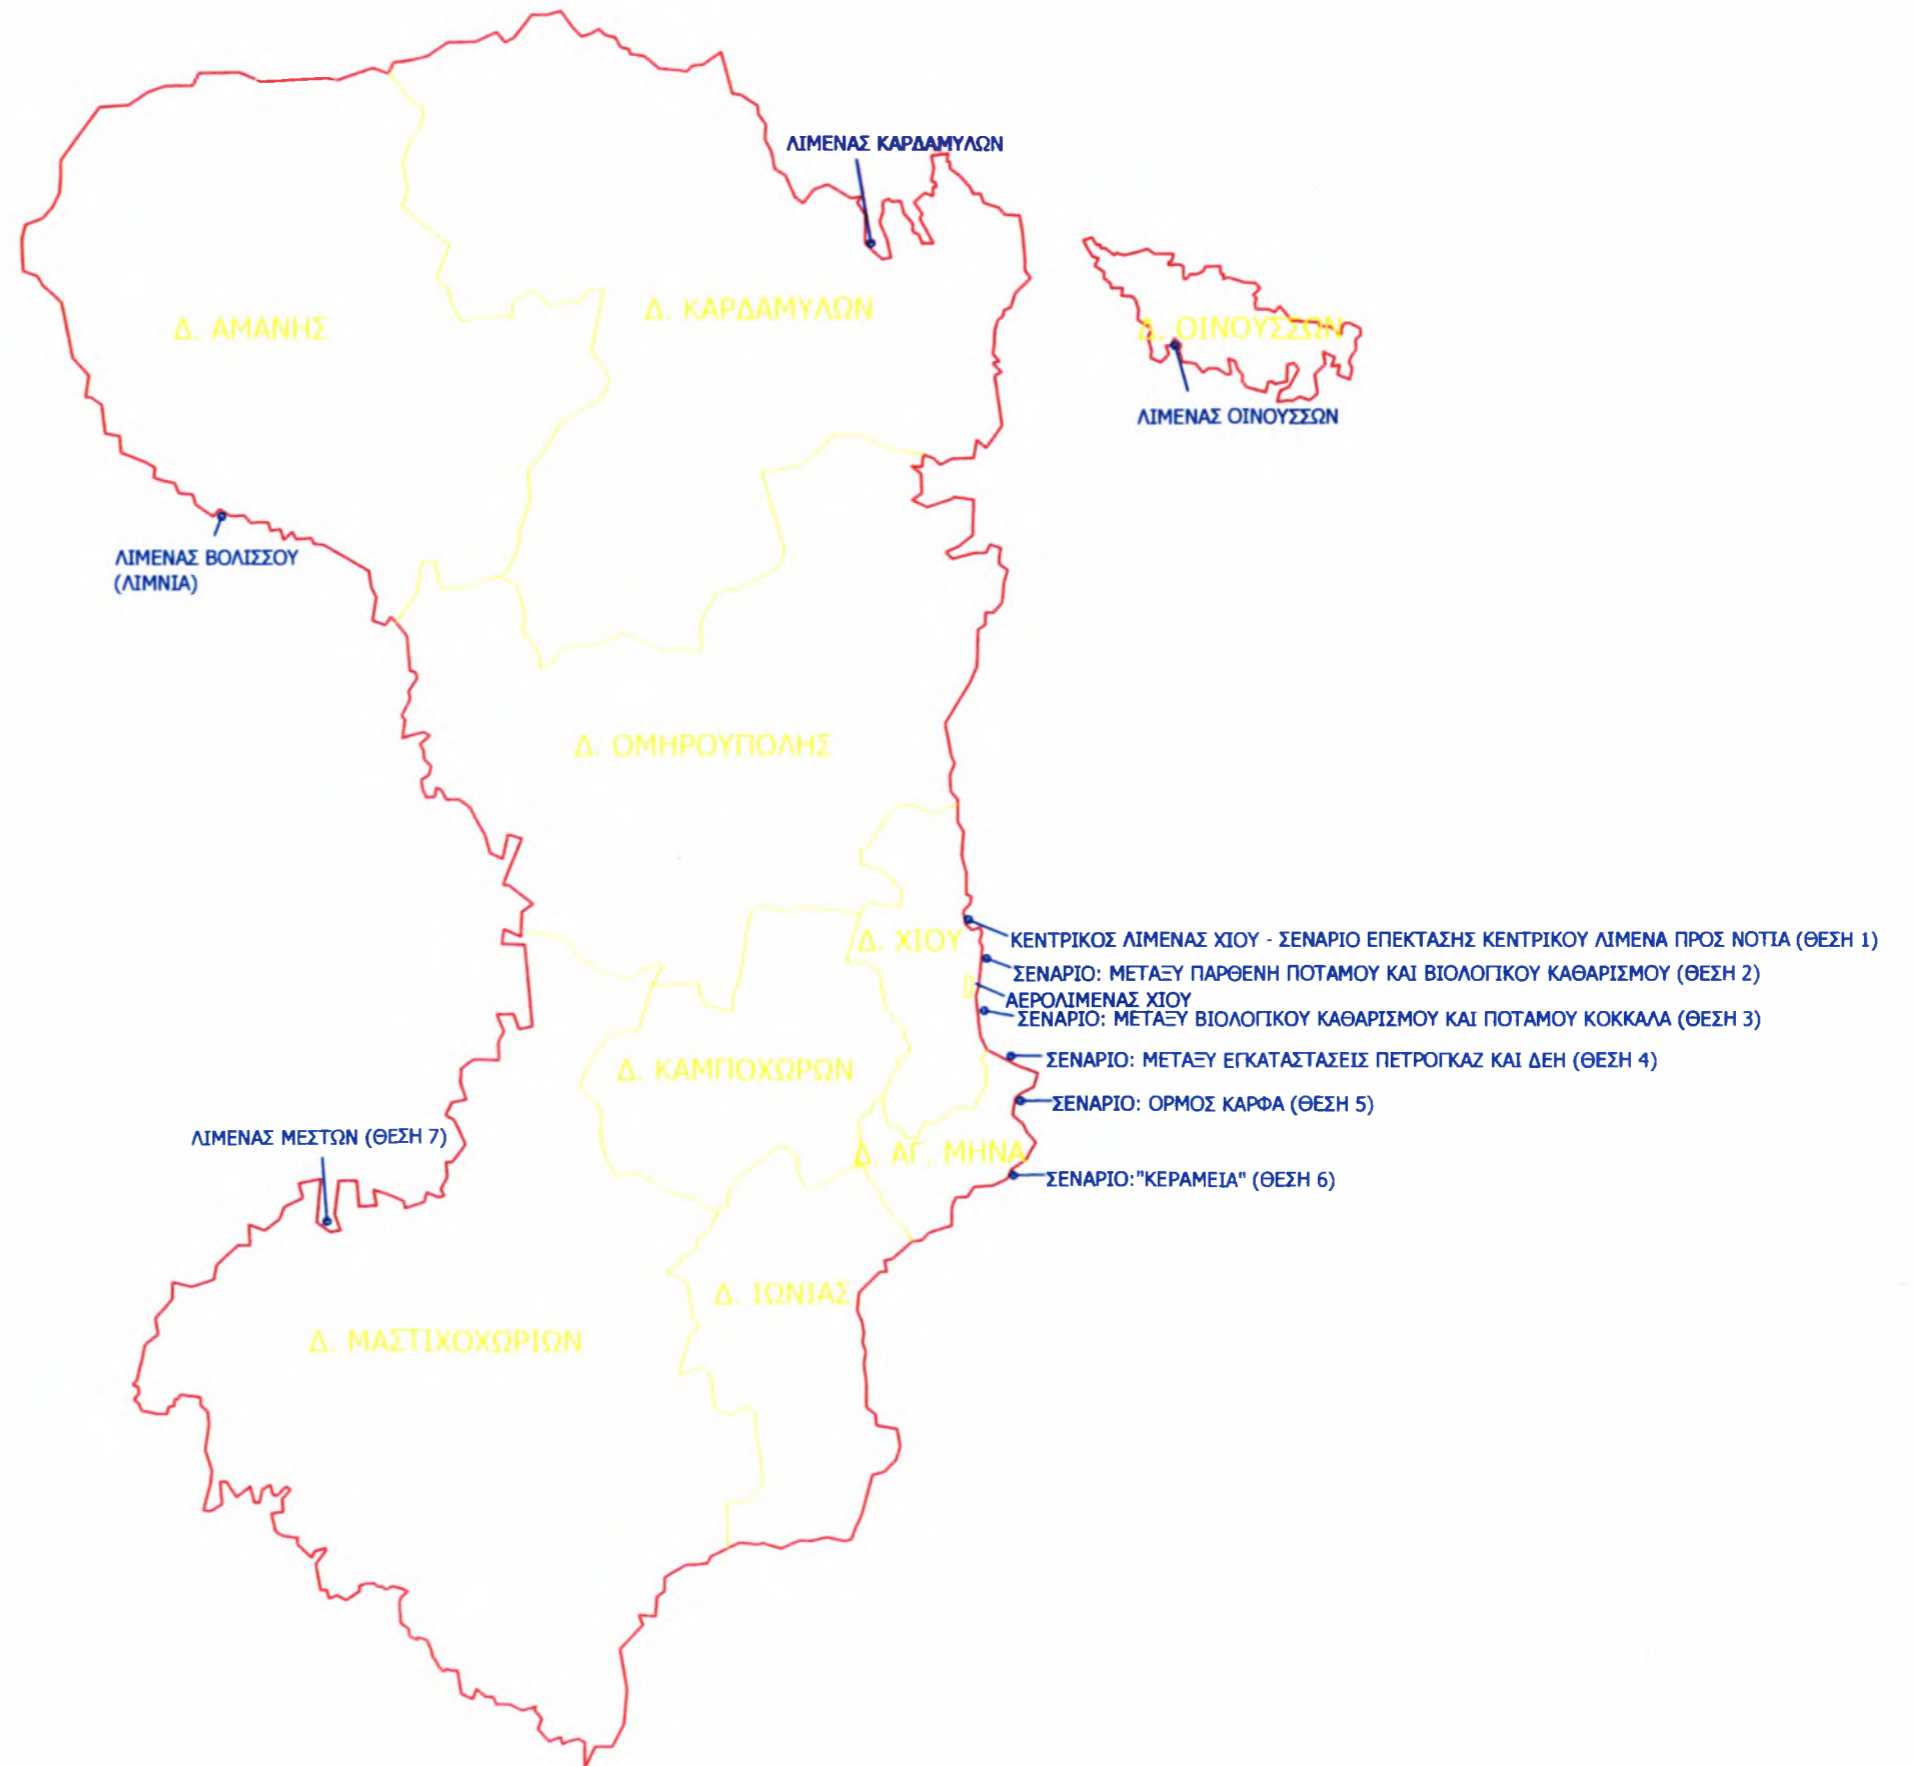 ΛΙΜΕΝΑΣ ΚΑΡΔΑΜΥΛΩΝ
Δ. ΚΑΡΔΑΜΥΛΩΝ
Δ. ΑΜΑΝΗΣ
Δ. ΟΙΝΟΥΣΣΩΝ
ΛΙΜΕΝΑΣ ΟΙΝΟΥΣΣΩΝ
ΛΙΜΕΝΑΣ ΒΟΛΙΣΣΟΥ
(ΛΙΜΝΙΑ)
Δ. ΟΜΗΡΟΥΠΟΛΗΣ
Δ. ΧΙΟΥ
ΚΕΝΤΡΙΚΟΣ ΛΙΜΕΝΑΣ ΧΙΟΥ - ΣΕΝΑΡΙΟ ΕΠΕΚΤΑΣΗΣ ΚΕΝΤΡΙΚΟΥ ΛΙΜΕΝΑ ΠΡΟΣ ΝΟΤΙΑ (ΘΕΣΗ 1)
ΣΕΝΑΡΙΟ: ΜΕΤΑΞΥ ΠΑΡΘΕΝΗ ΠΟΤΑΜΟΥ ΚΑΙ ΒΙΟΛΟΓΙΚΟΥ ΚΑΘΑΡΙΣΜΟΥ (ΘΕΣΗ 2)
ΑΕΡΟΛΙΜΕΝΑΣ ΧΙΟΥ
ΣΕΝΑΡΙΟ: ΜΕΤΑΞΥ ΒΙΟΛΟΓΙΚΟΥ ΚΑΘΑΡΙΣΜΟΥ ΚΑΙ ΠΟΤΑΜΟΥ ΚΟΚΚΑΛΑ (ΘΕΣΗ 3)
ΣΕΝΑΡΙΟ: ΜΕΤΑΞΥ ΕΓΚΑΤΑΣΤΑΣΕΙΣ ΠΕΤΡΟΓΚΑΖ ΚΑΙ ΔΕΗ (ΘΕΣΗ 4)
Δ. ΚΑΜΠΟΧΩΡΩΝ
ΣΕΝΑΡΙΟ: ΟΡΜΟΣ ΚΑΡΦΑ (ΘΕΣΗ 5)
ΛΙΜΕΝΑΣ ΜΕΣΤΩΝ (ΘΕΣΗ 7)
Δ. ΑΓ. ΜΗΝΑ
ΣΕΝΑΡΙΟ:"ΚΕΡΑΜΕΙΑ" (ΘΕΣΗ 6)
Δ. ΙΩΝΙΑΣ
Δ. ΜΑΣΤΙΧΟΧΩΡΙΩΝ